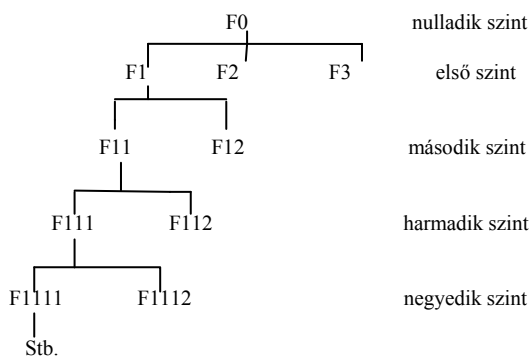 F0 nulladik szint
F1 F2 F3 első szint
F11 F12 második szint
F111 F112 harmadik szint
F1111 F1112 negyedik szint
Stb.